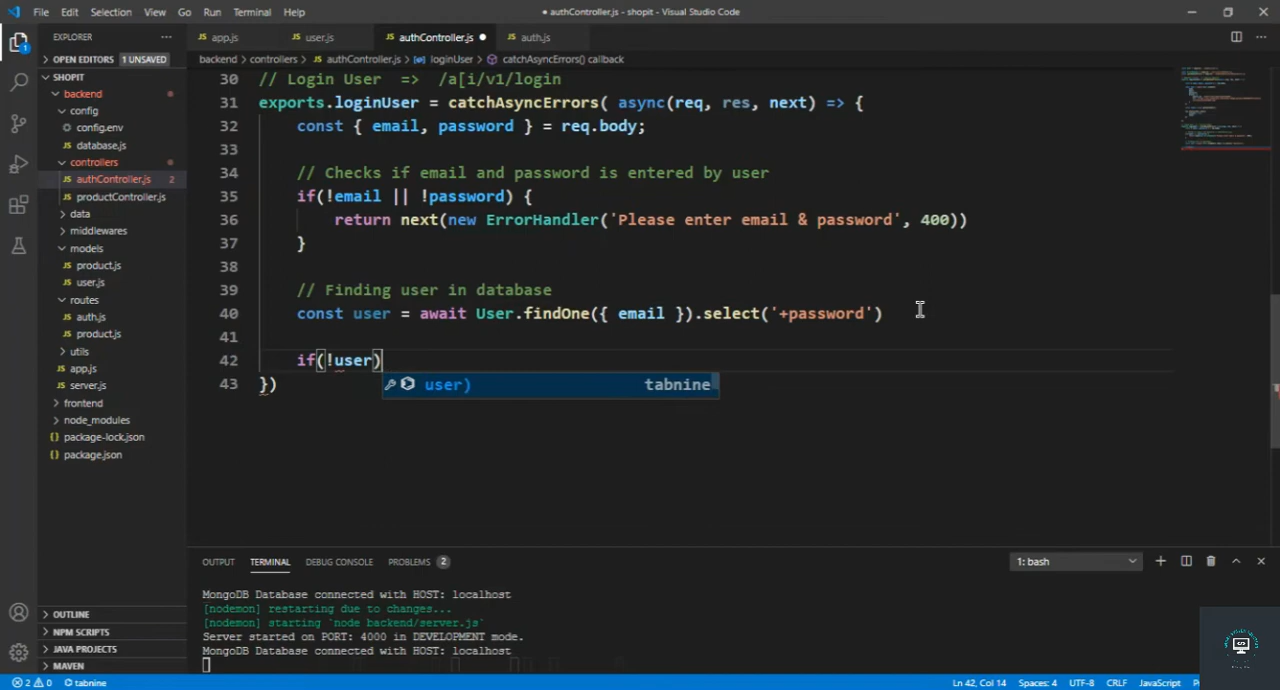 File Edit Selection View Go Run Terminal Help
● authController.js - shopit - Visual Studio Code
EXPLORER
JS app.js JS user.js JS authController.js ● JS auth.js
OPEN EDITORS 1 UNSAVED
backend > controllers > JS authController.js > loginUser > catchAsyncErrors() callback
SHOPIT
backend
config
config.env
database.js
controllers
JS authController.js 2
JS productController.js
data
middlewares
models
JS product.js
JS user.js
routes
JS auth.js
JS product.js
utils
JS app.js
JS server.js
frontend
node_modules
{} package-lock.json
{} package.json
OUTLINE
NPM SCRIPTS
JAVA PROJECTS
MAVEN
30 // Login User => /a[i/v1/login
31 exports.loginUser = catchAsyncErrors( async(req, res, next) => {
32 const { email, password } = req.body;
33
34 // Checks if email and password is entered by user
35 if(!email || !password) {
36 return next(new ErrorHandler('Please enter email & password', 400))
37 }
38
39 // Finding user in database
40 const user = await User.findOne({ email }).select('+password')
41
42 if(!user)
user) tabnine
43 })
OUTPUT TERMINAL DEBUG CONSOLE PROBLEMS 2 1: bash
MongoDB Database connected with HOST: localhost
[nodemon] restarting due to changes...
[nodemon] starting `node backend/server.js`
Server started on PORT: 4000 in DEVELOPMENT mode.
MongoDB Database connected with HOST: localhost
2 0 tabnine
Ln 42, Col 14 Spaces: 4 UTF-8 CRLF JavaScript